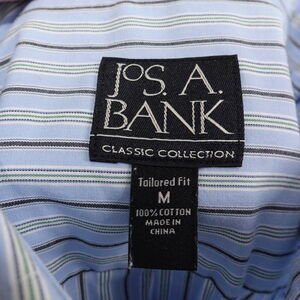 JOS. A.
BANK
CLASSIC COLLECTION
Tailored Fit
M
100% COTTON
MADE IN
CHINA